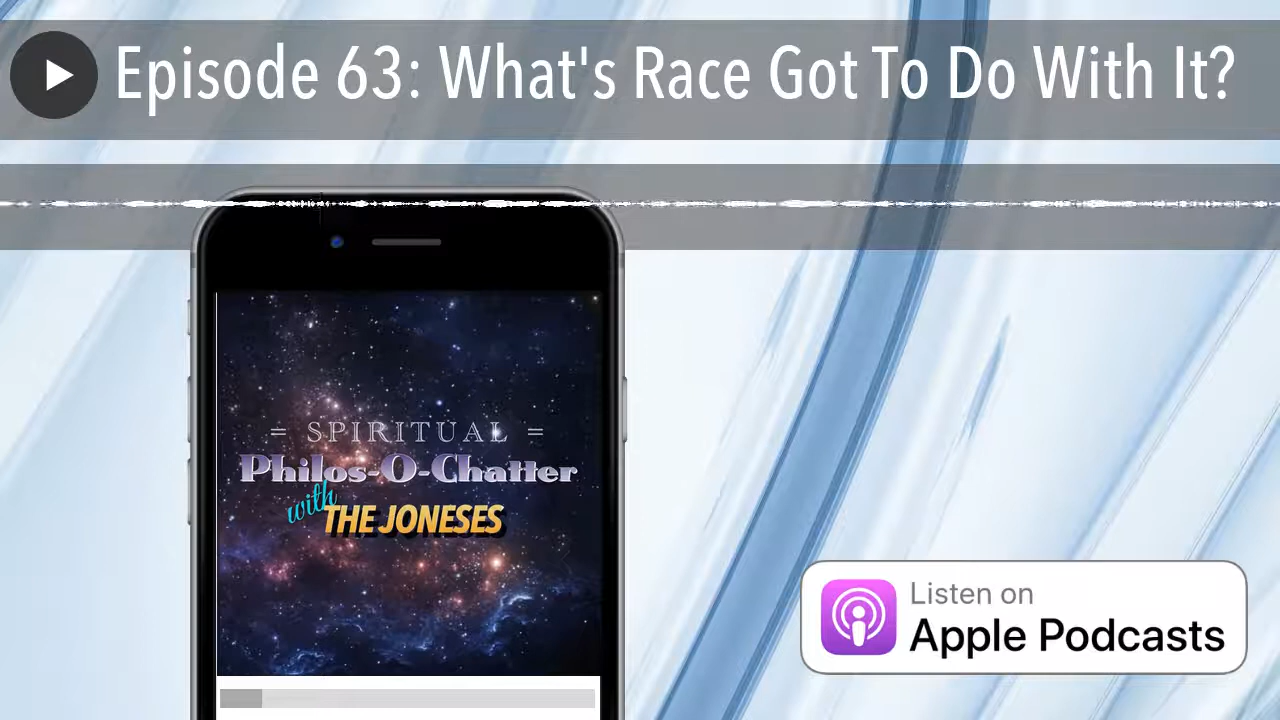 Episode 63: What's Race Got To Do With It?
= SPIRITUAL =
Philos-O-Chatter
with
THE JONESES
Listen on
Apple Podcasts